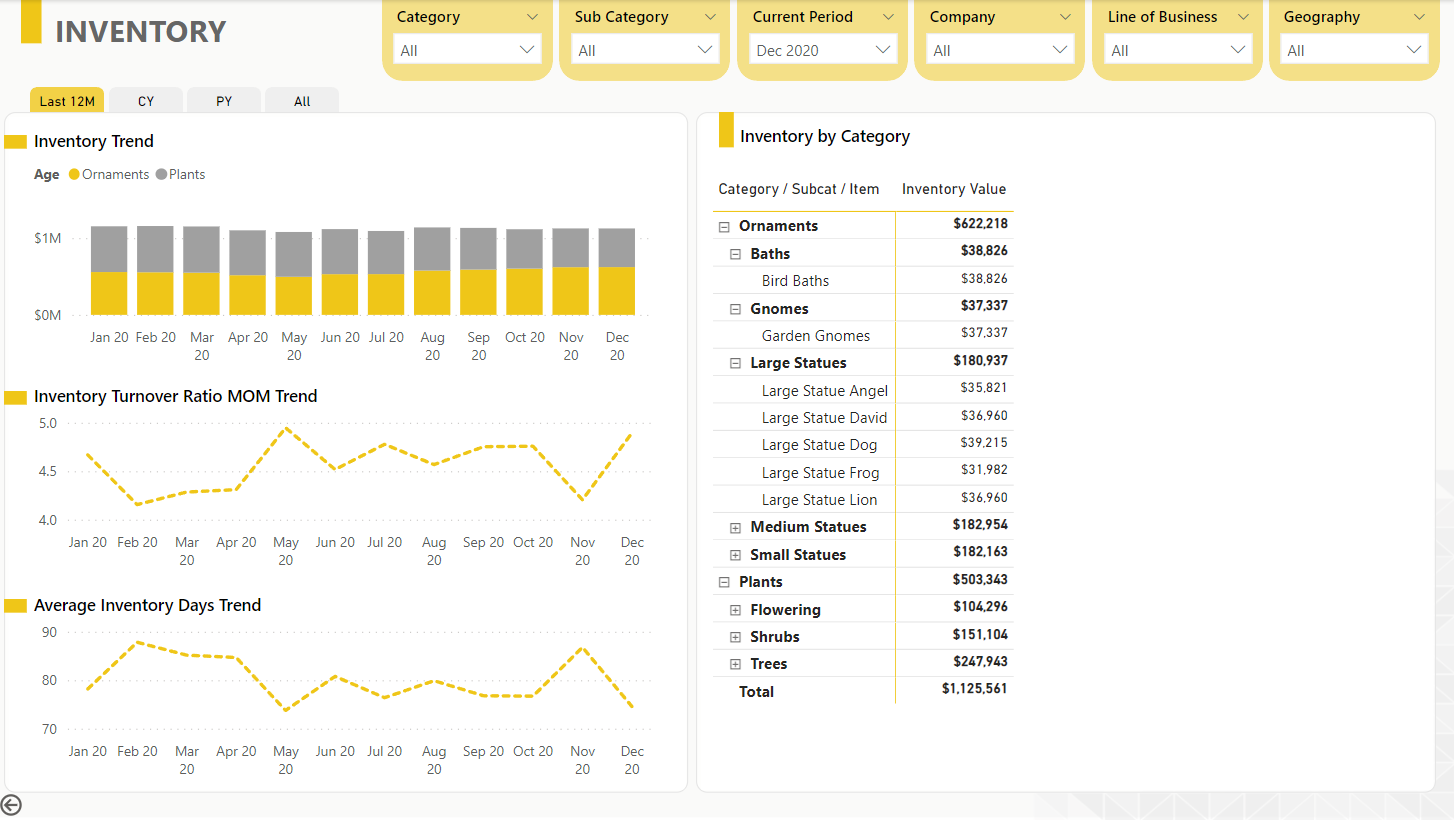 INVENTORY
Category
All
Sub Category
All
Current Period
Dec 2020
Company
All
Line of Business
All
Geography
All
Last 12M CY PY All
Inventory Trend
Age Ornaments Plants
$1M
$0M
Jan 20 Feb 20 Mar 20 Apr 20 May 20 Jun 20 Jul 20 Aug 20 Sep 20 Oct 20 Nov 20 Dec 20
Inventory Turnover Ratio MOM Trend
5.0
4.5
4.0
Jan 20 Feb 20 Mar 20 Apr 20 May 20 Jun 20 Jul 20 Aug 20 Sep 20 Oct 20 Nov 20 Dec 20
Average Inventory Days Trend
90
80
70
Jan 20 Feb 20 Mar 20 Apr 20 May 20 Jun 20 Jul 20 Aug 20 Sep 20 Oct 20 Nov 20 Dec 20
Inventory by Category
Category / Subcat / Item Inventory Value
Ornaments $622,218
Baths $38,826
Bird Baths $38,826
Gnomes $37,337
Garden Gnomes $37,337
Large Statues $180,937
Large Statue Angel $35,821
Large Statue David $36,960
Large Statue Dog $39,215
Large Statue Frog $31,982
Large Statue Lion $36,960
Medium Statues $182,954
Small Statues $182,163
Plants $503,343
Flowering $104,296
Shrubs $151,104
Trees $247,943
Total $1,125,561